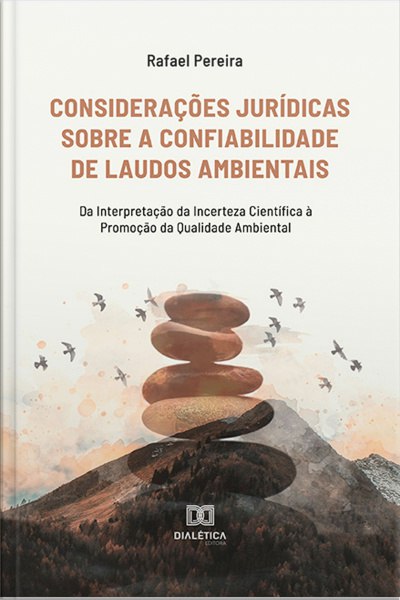 Rafael Pereira
CONSIDERAÇÕES JURÍDICAS
SOBRE A CONFIABILIDADE
DE LAUDOS AMBIENTAIS
Da Interpretação da Incerteza Científica à
Promoção da Qualidade Ambiental
DIALÉTICA
EDITORA